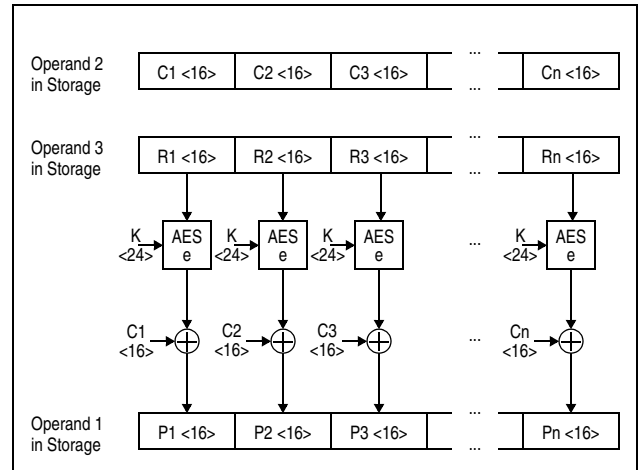 Operand 2
in Storage
C1 <16> C2 <16> C3 <16> ... ... Cn <16>
Operand 3
in Storage
R1 <16> R2 <16> R3 <16> ... ... Rn <16>
K
<24>
AES
e
K
<24>
AES
e
K
<24>
AES
e
...
K
<24>
AES
e
C1
<16>
C2
<16>
C3
<16>
...
Cn
<16>
Operand 1
in Storage
P1 <16> P2 <16> P3 <16> ... ... Pn <16>